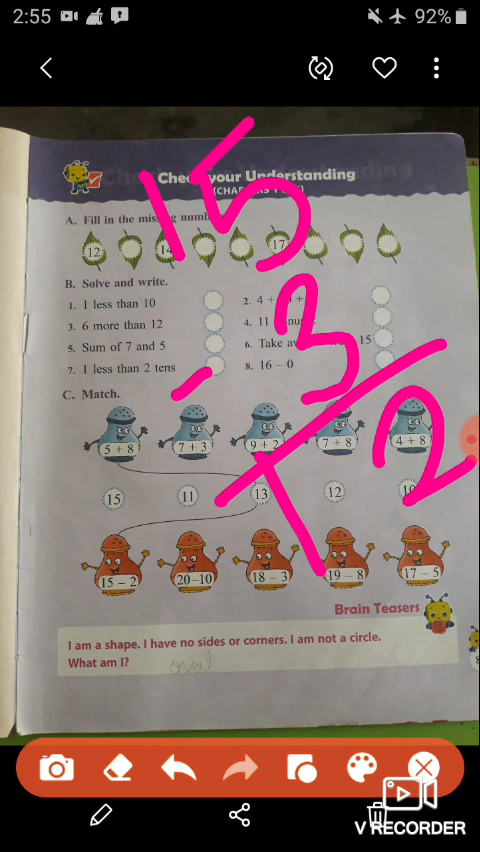 2:55
92%
Check your Understanding
A. Fill in the missing
12 14 17
B. Solve and write.
1. 1 less than 10
2. 4 +
3. 6 more than 12
4. 11
5. Sum of 7 and 5
6. Take 15
7. 1 less than 2 tens
8. 16 – 0
C. Match.
5 + 8 7 + 3 9 + 2 7 + 8 4 + 8
15 11 13 12
15 – 2 20–10 18 – 3 19 – 8 17 – 5
Brain Teasers
I am a shape. I have no sides or corners. I am not a circle.
What am I? oval
15
- 3
12
V RECORDER